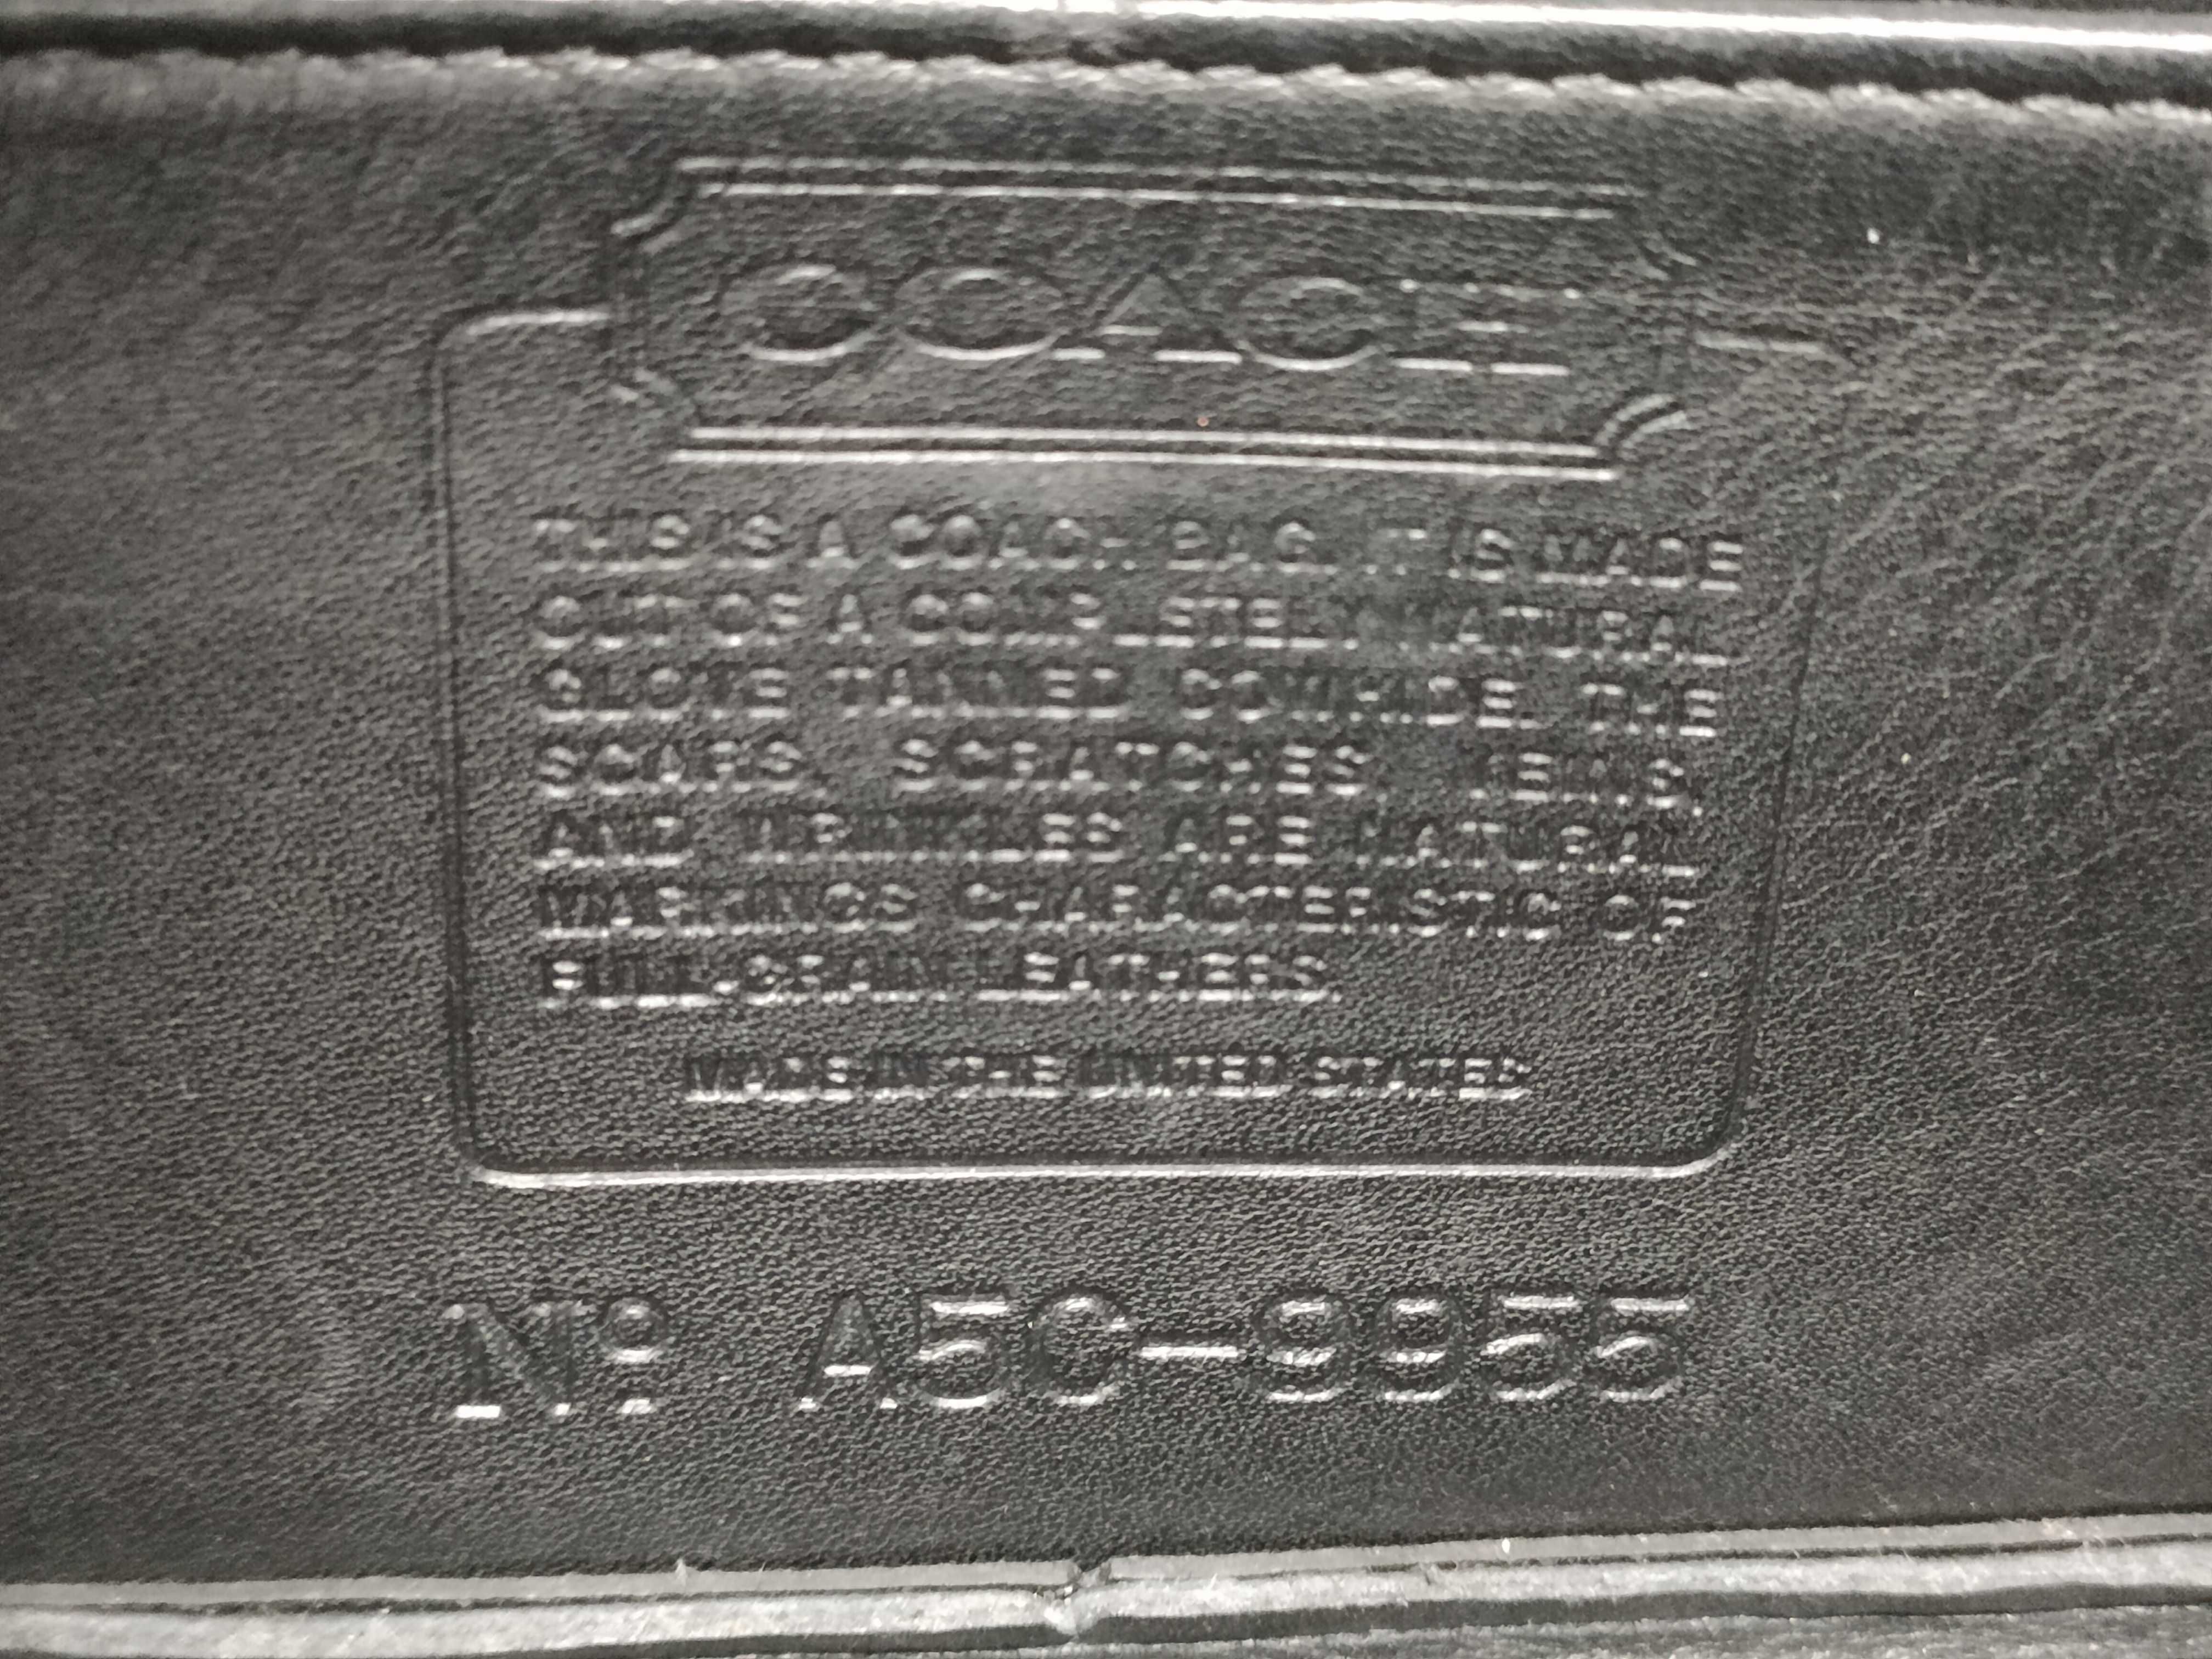 COACH
THIS IS A COACH BAG. IT IS MADE
OUT OF A COMPLETELY NATURAL
GLOVE TANNED COWHIDE. THE
SCARS, SCRATCHES, VEINS,
AND WRINKLES ARE NATURAL
MARKINGS CHARACTERISTIC OF
FULL GRAIN LEATHERS.
MADE IN THE UNITED STATES
Nº A5C-9955